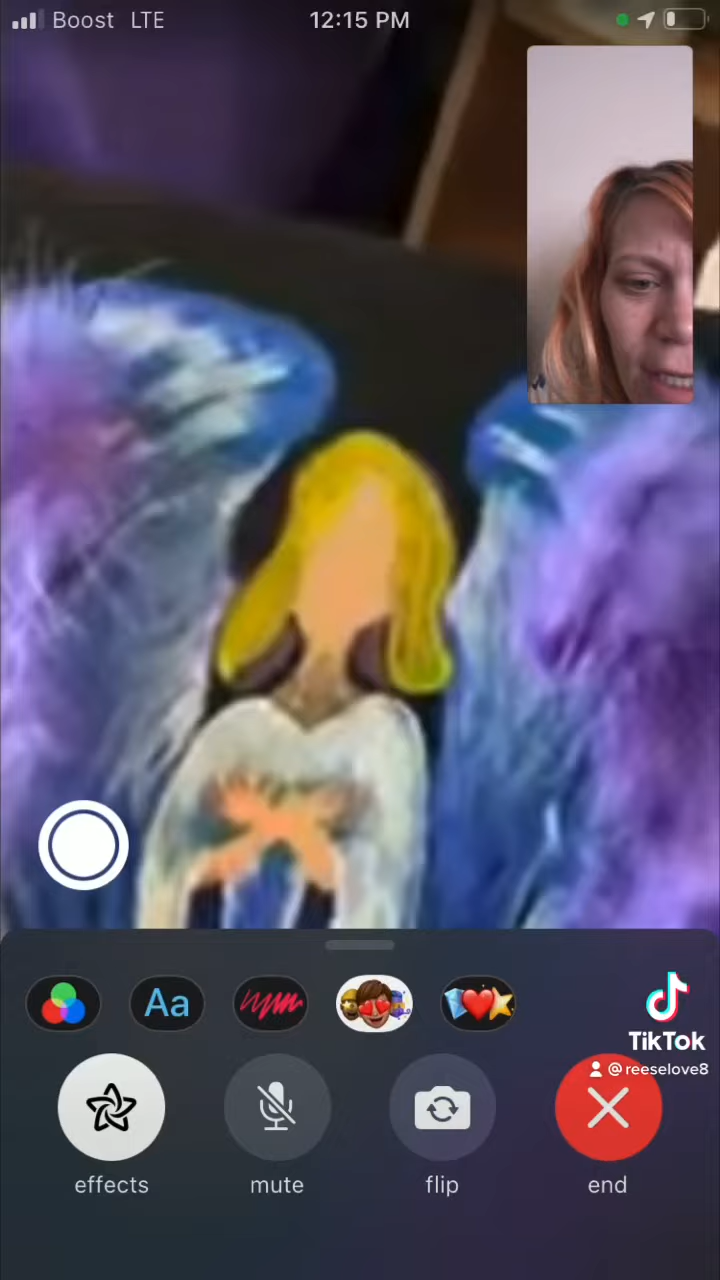 Boost LTE 12:15 PM
Aa
TikTok
@reeselove8
effects mute flip end